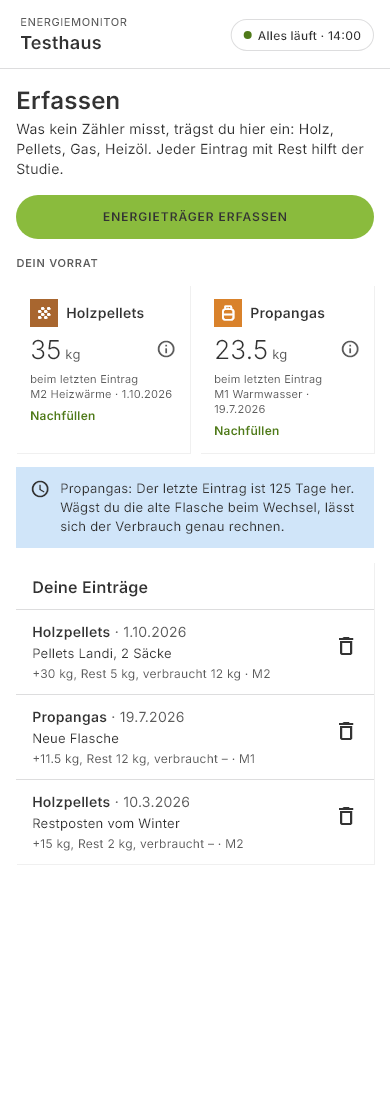 ENERGIEMONITOR
Testhaus
Alles läuft · 14:00
Erfassen
Was kein Zähler misst, trägst du hier ein: Holz,
Pellets, Gas, Heizöl. Jeder Eintrag mit Rest hilft der
Studie.
ENERGIETRÄGER ERFASSEN
DEIN VORRAT
Holzpellets
35 kg
beim letzten Eintrag
M2 Heizwärme · 1.10.2026
Nachfüllen
Propangas
23.5 kg
beim letzten Eintrag
M1 Warmwasser ·
19.7.2026
Nachfüllen
Propangas: Der letzte Eintrag ist 125 Tage her.
Wägst du die alte Flasche beim Wechsel, lässt
sich der Verbrauch genau rechnen.
Deine Einträge
Holzpellets · 1.10.2026
Pellets Landi, 2 Säcke
+30 kg, Rest 5 kg, verbraucht 12 kg · M2
Propangas · 19.7.2026
Neue Flasche
+11.5 kg, Rest 12 kg, verbraucht – · M1
Holzpellets · 10.3.2026
Restposten vom Winter
+15 kg, Rest 2 kg, verbraucht – · M2